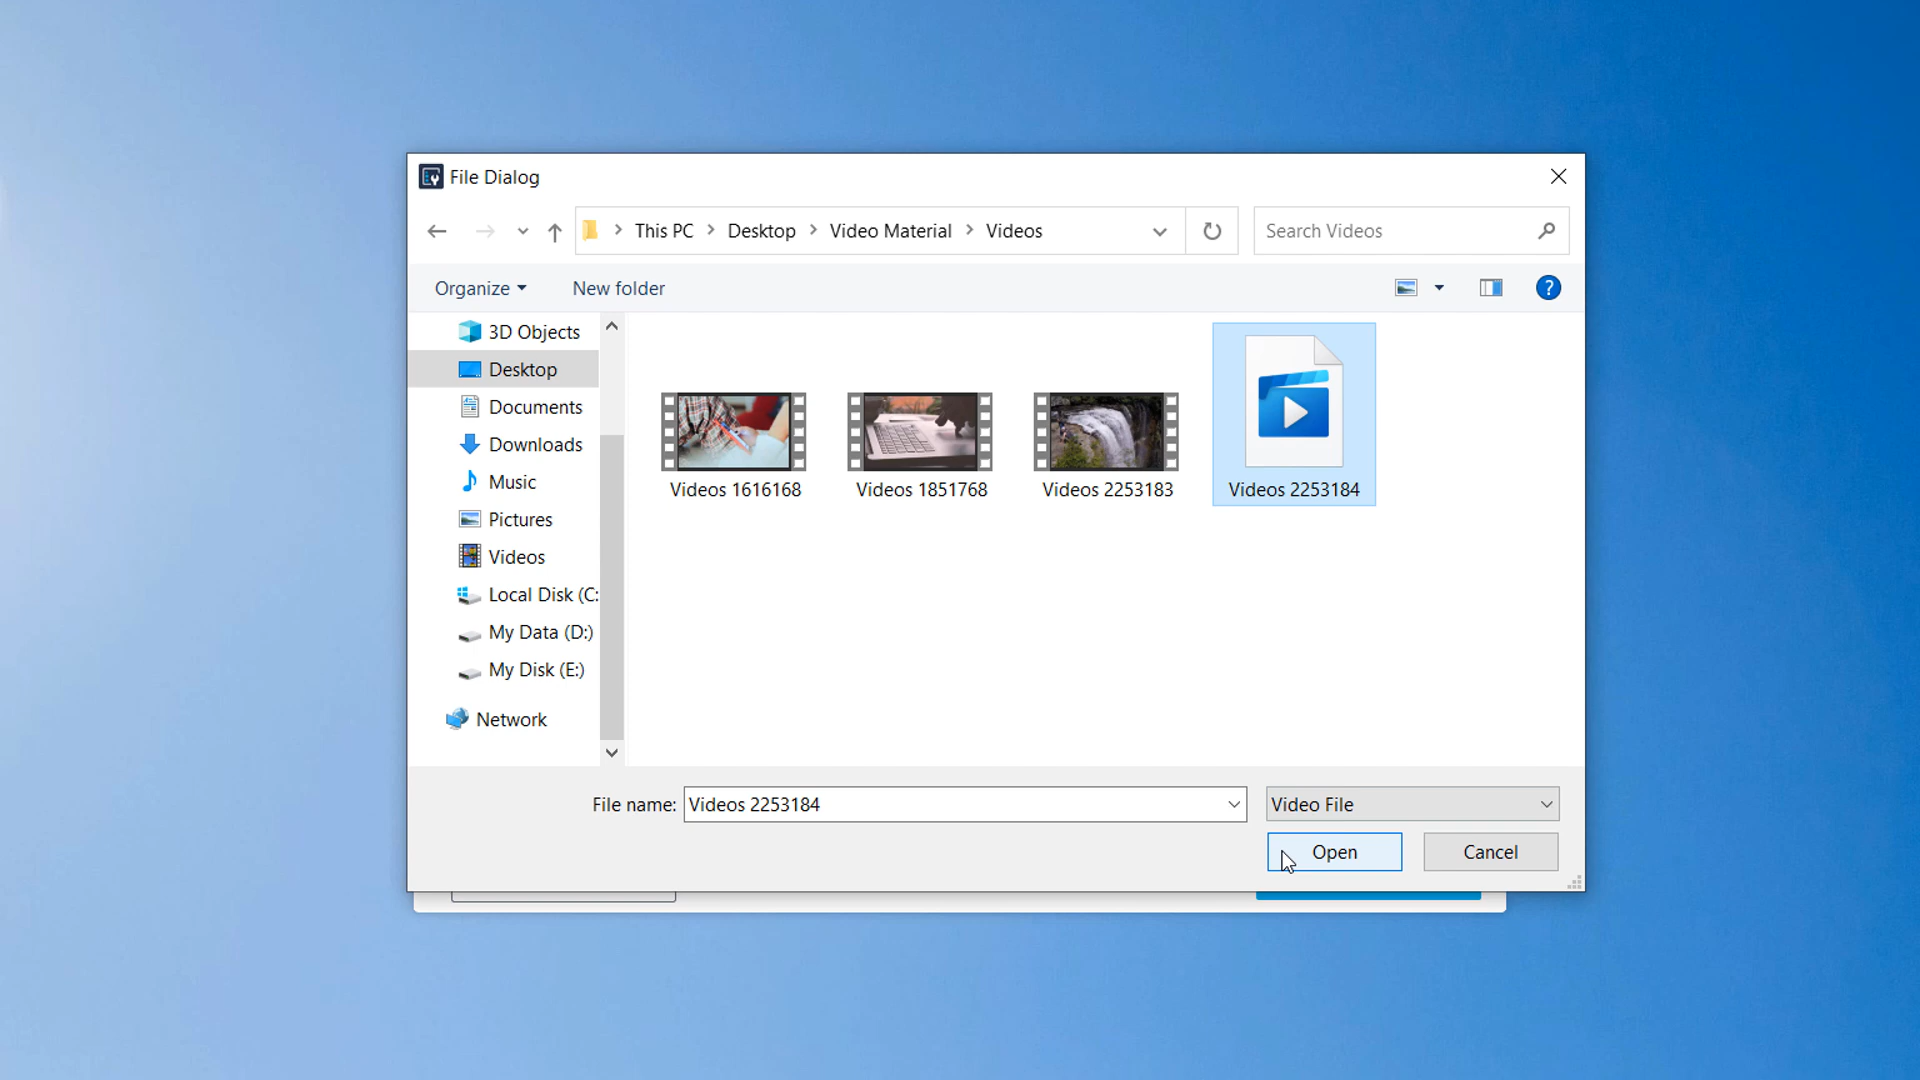 File Dialog
This PC > Desktop > Video Material > Videos
Search Videos
Organize
New folder
?
3D Objects
Desktop
Documents
Downloads
Music
Pictures
Videos
Local Disk (C:
My Data (D:)
My Disk (E:)
Network
Videos 1616168
Videos 1851768
Videos 2253183
Videos 2253184
File name: Videos 2253184
Video File
Open
Cancel